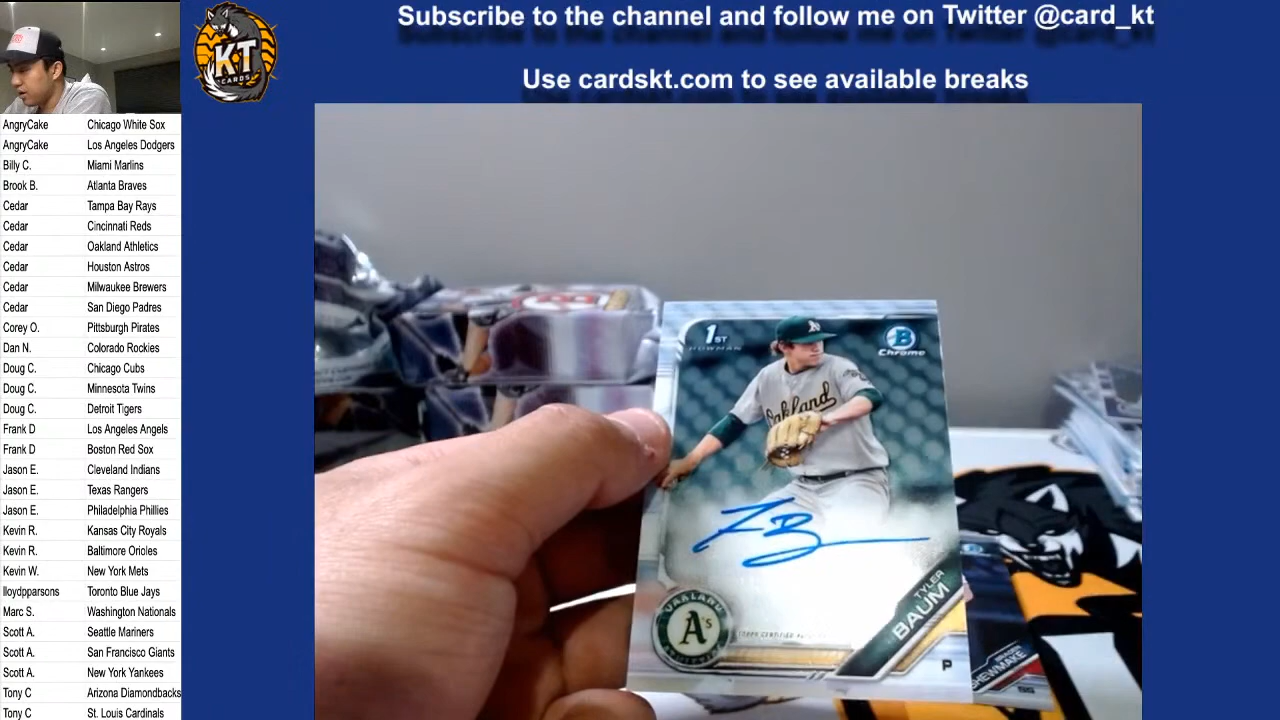 Subscribe to the channel and follow me on Twitter @card_kt
Use cardskt.com to see available breaks
KT
CARDS
AngryCake Chicago White Sox
AngryCake Los Angeles Dodgers
Billy C. Miami Marlins
Brook B. Atlanta Braves
Cedar Tampa Bay Rays
Cedar Cincinnati Reds
Cedar Oakland Athletics
Cedar Houston Astros
Cedar Milwaukee Brewers
Cedar San Diego Padres
Corey O. Pittsburgh Pirates
Dan N. Colorado Rockies
Doug C. Chicago Cubs
Doug C. Minnesota Twins
Doug C. Detroit Tigers
Frank D Los Angeles Angels
Frank D Boston Red Sox
Jason E. Cleveland Indians
Jason E. Texas Rangers
Jason E. Philadelphia Phillies
Kevin R. Kansas City Royals
Kevin R. Baltimore Orioles
Kevin W. New York Mets
lloydpparsons Toronto Blue Jays
Marc S. Washington Nationals
Scott A. Seattle Mariners
Scott A. San Francisco Giants
Scott A. New York Yankees
Tony C Arizona Diamondbacks
Tony C St. Louis Cardinals
1ST
BOWMAN
B
Chrome
Oakland
TYLER
BAUM
OAKLAND
A's
P
SHEWMAKE